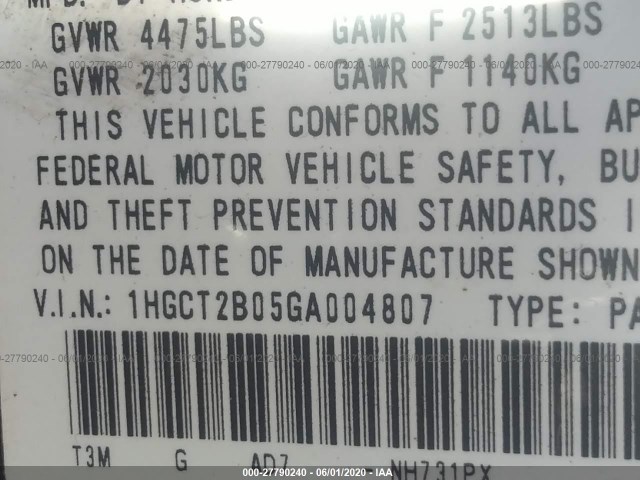 GVWR 4475LBS GAWR F 2513LBS
GVWR 2030KG GAWR F 1140KG
THIS VEHICLE CONFORMS TO ALL AP
FEDERAL MOTOR VEHICLE SAFETY, BU
AND THEFT PREVENTION STANDARDS I
ON THE DATE OF MANUFACTURE SHOWN
V.I.N.: 1HGCT2B05GA004807 TYPE: PA
T3M G AD7 - NH731PX
000-27790240 - 06/01/2020 - IAA